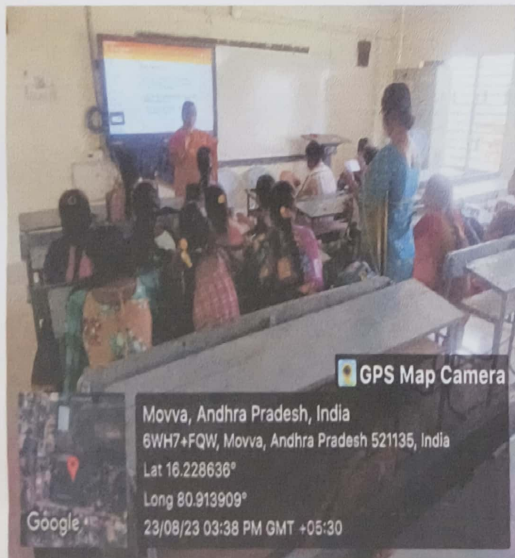 GPS Map Camera
Movva, Andhra Pradesh, India
6WH7+FQW, Movva, Andhra Pradesh 521135, India
Lat 16.228636°
Long 80.913909°
23/08/23 03:38 PM GMT +05:30
Google